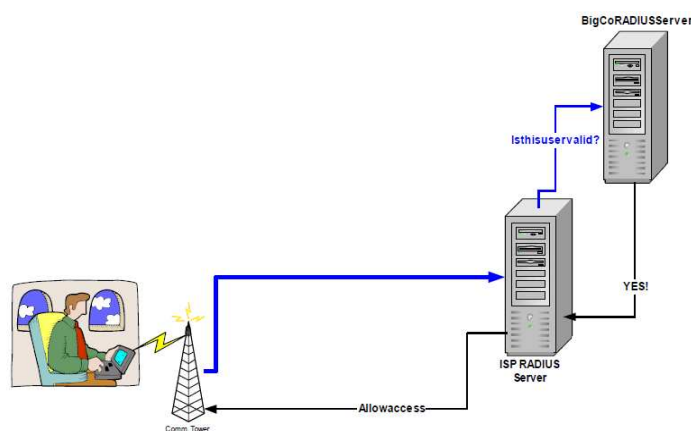 BigCoRADIUSServer
Isthisuservalid?
YES!
ISP RADIUS
Server
Allowaccess
Comm.Tower